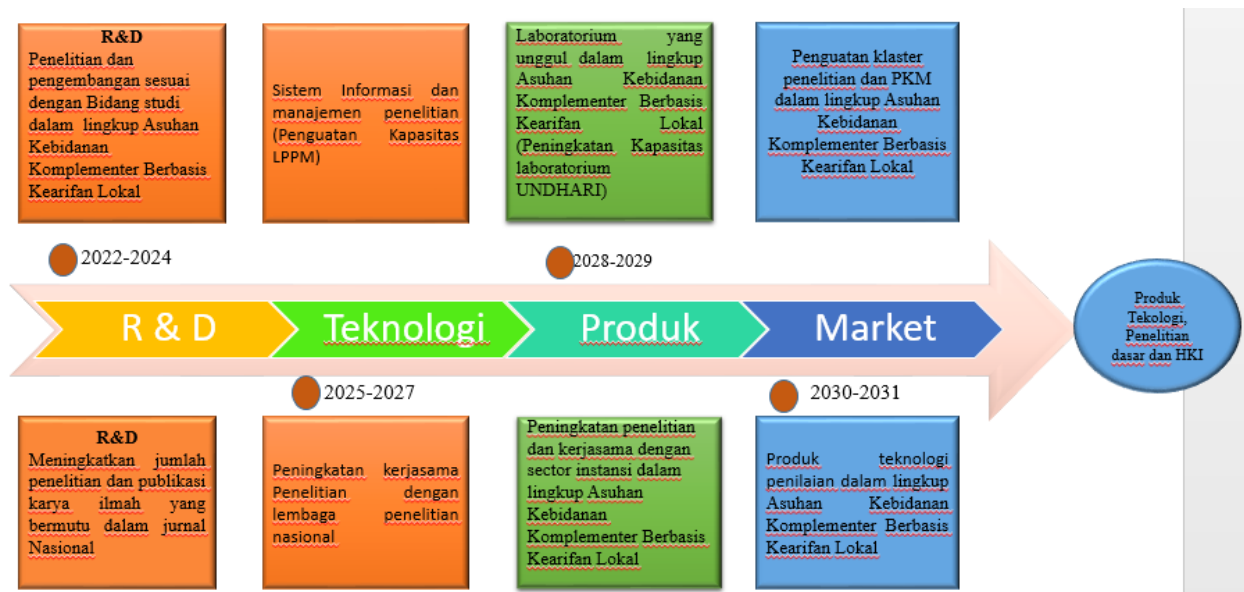 R&D
Penelitian dan
pengembangan sesuai
dengan Bidang studi
dalam lingkup Asuhan
Kebidanan
Komplementer Berbasis
Kearifan Lokal
Sistem Informasi dan
manajemen penelitian
(Penguatan Kapasitas
LPPM)
Laboratorium yang
unggul dalam lingkup
Asuhan Kebidanan
Komplementer Berbasis
Kearifan Lokal
(Peningkatan Kapasitas
laboratorium
UNDHARI)
Penguatan klaster
penelitian dan PKM
dalam lingkup Asuhan
Kebidanan
Komplementer Berbasis
Kearifan Lokal
2022-2024
2028-2029
R & D
Teknologi
Produk
Market
Produk
Tekologi,
Penelitian
dasar dan HKI
2025-2027
2030-2031
R&D
Meningkatkan jumlah
penelitian dan publikasi
karya ilmah yang
bermutu dalam jurnal
Nasional
Peningkatan kerjasama
Penelitian dengan
lembaga penelitian
nasional
Peningkatan penelitian
dan kerjasama dengan
sector instansi dalam
lingkup Asuhan
Kebidanan
Komplementer Berbasis
Kearifan Lokal
Produk teknologi
penilaian dalam lingkup
Asuhan Kebidanan
Komplementer Berbasis
Kearifan Lokal